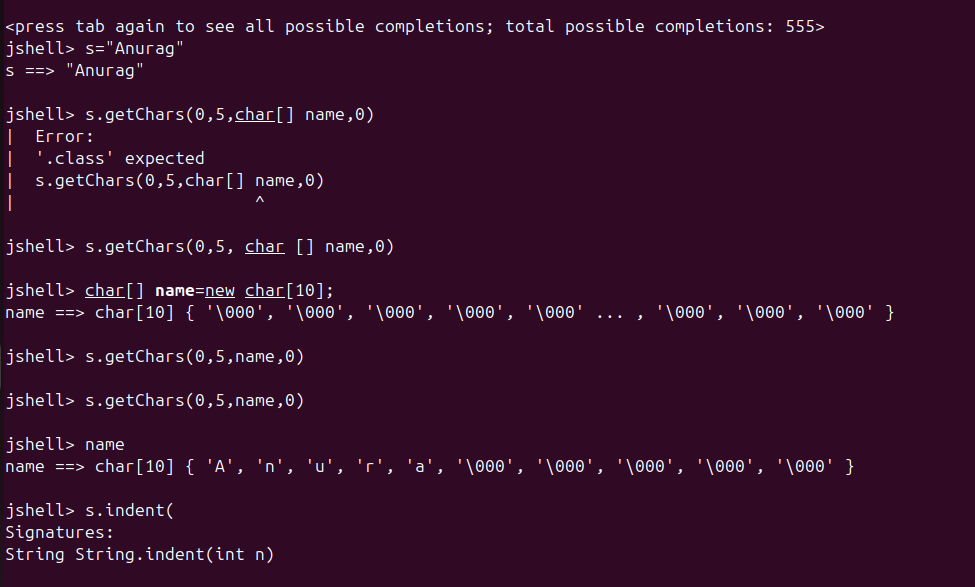 <press tab again to see all possible completions; total possible completions: 555>
jshell> s="Anurag"
s ==> "Anurag"
jshell> s.getChars(0,5,char[] name,0)
|  Error:
|  '.class' expected
|  s.getChars(0,5,char[] name,0)
|                        ^
jshell> s.getChars(0,5, char [] name,0)
jshell> char[] name=new char[10];
name ==> char[10] { '\000', '\000', '\000', '\000', '\000' ... , '\000', '\000', '\000' }
jshell> s.getChars(0,5,name,0)
jshell> s.getChars(0,5,name,0)
jshell> name
name ==> char[10] { 'A', 'n', 'u', 'r', 'a', '\000', '\000', '\000', '\000', '\000' }
jshell> s.indent(
Signatures:
String String.indent(int n)